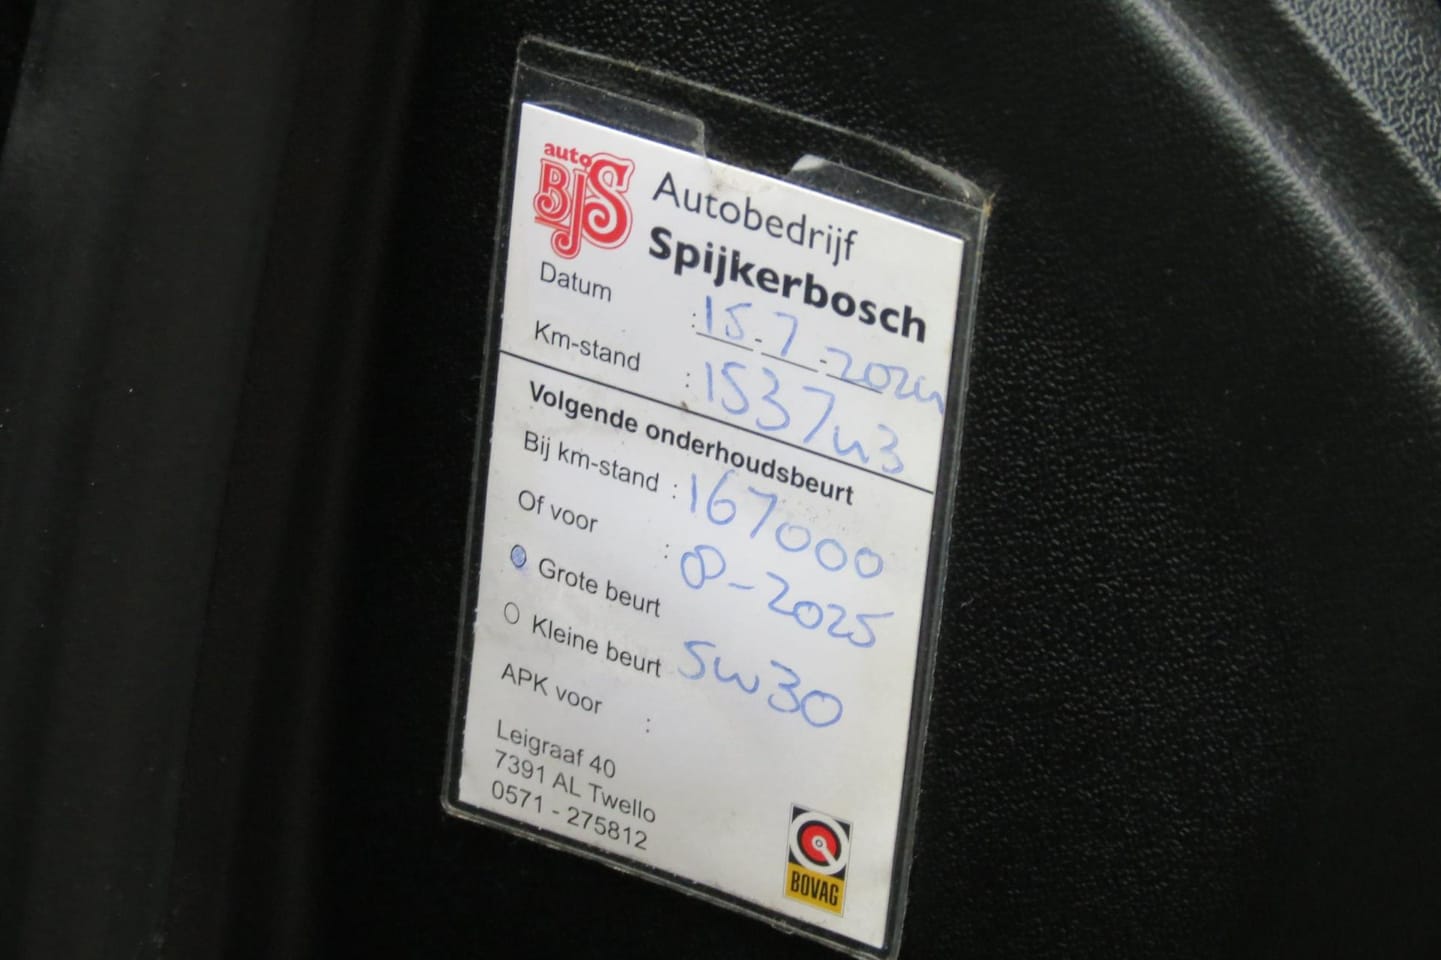 auto
BJS
Autobedrijf
Spijkerbosch
Datum : 15-7-2024
Km-stand : 153743
Volgende onderhoudsbeurt
Bij km-stand : 167000
Of voor : 8-2025
Grote beurt
Kleine beurt 5w30
APK voor :
Leigraaf 40
7391 AL Twello
0571 - 275812
BOVAG